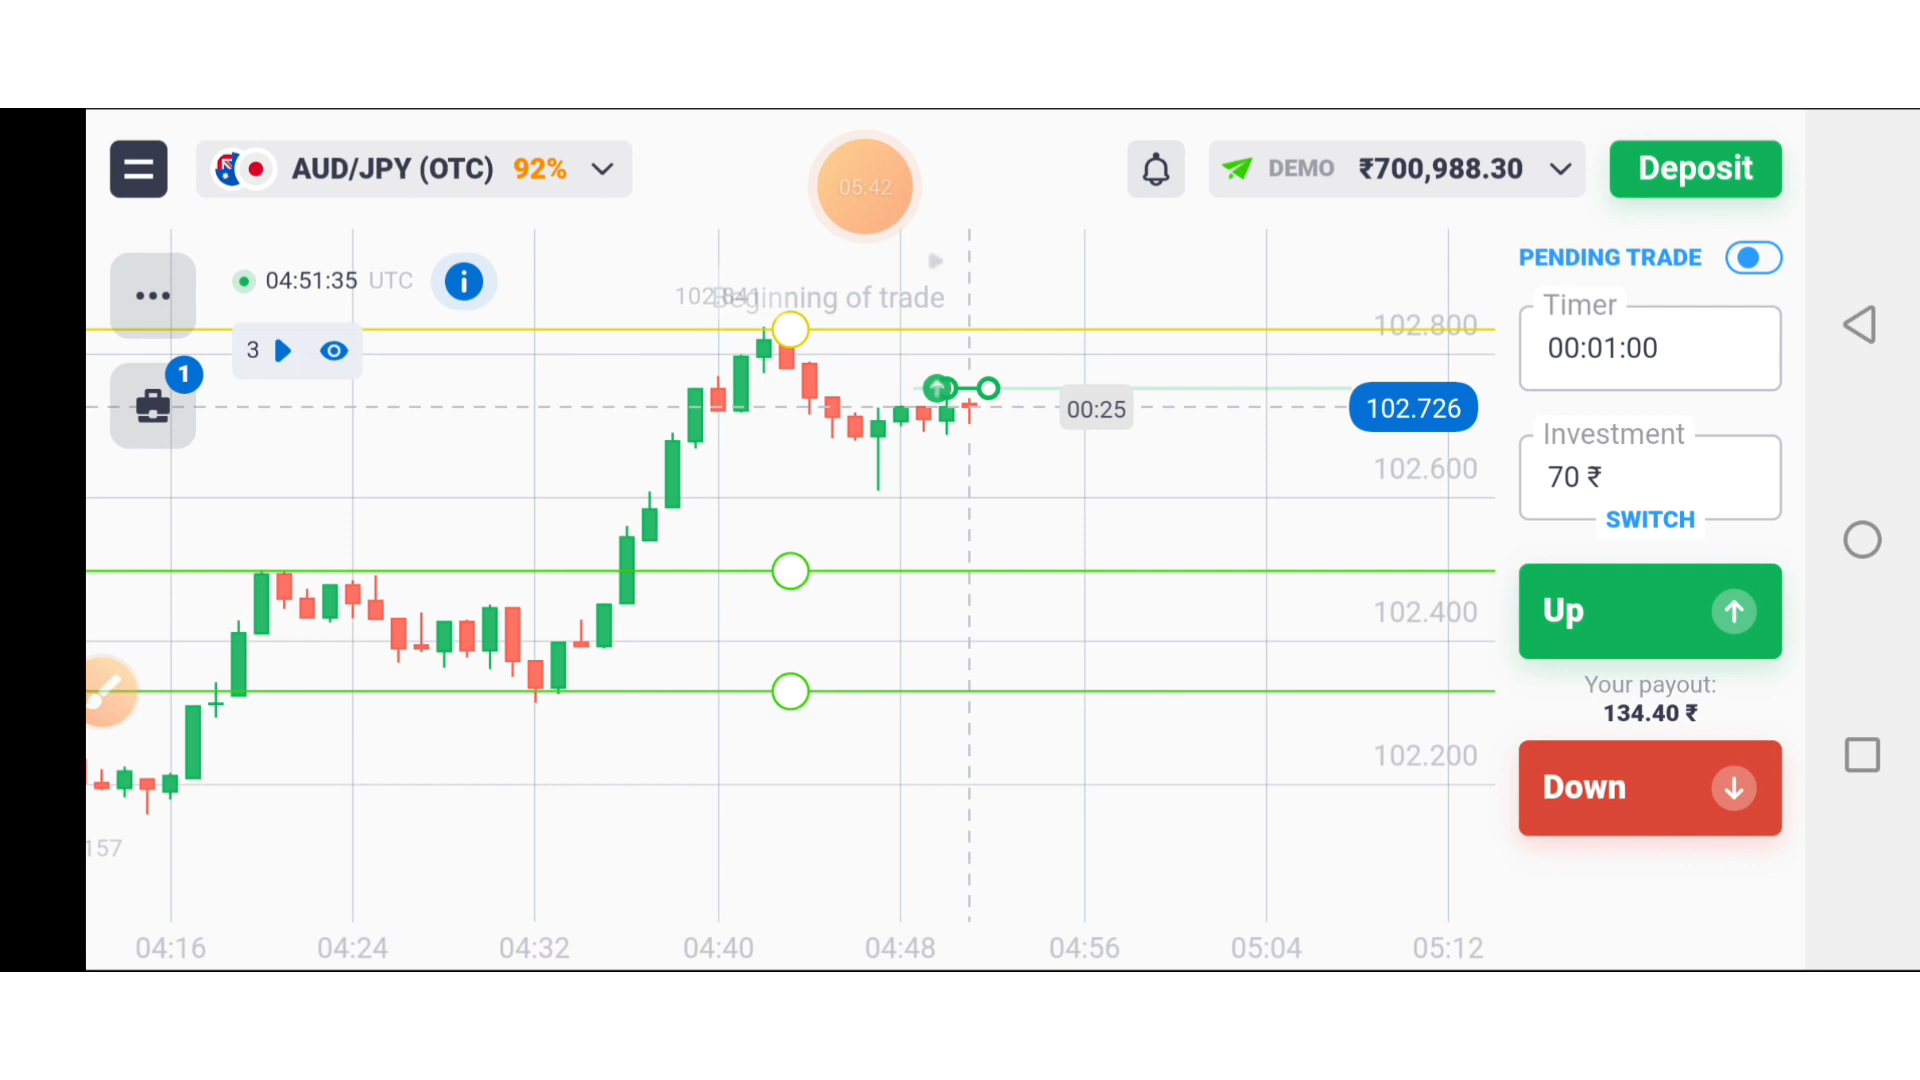 AUD/JPY (OTC) 92%
05:42
DEMO ₹700,988.30
Deposit
04:51:35 UTC
i
PENDING TRADE
Timer
00:01:00
Beginning of trade
102.800
3
1
00:25
102.726
Investment
70 ₹
SWITCH
102.600
Up
102.400
Your payout:
134.40 ₹
102.200
Down
157
04:16 04:24 04:32 04:40 04:48 04:56 05:04 05:12